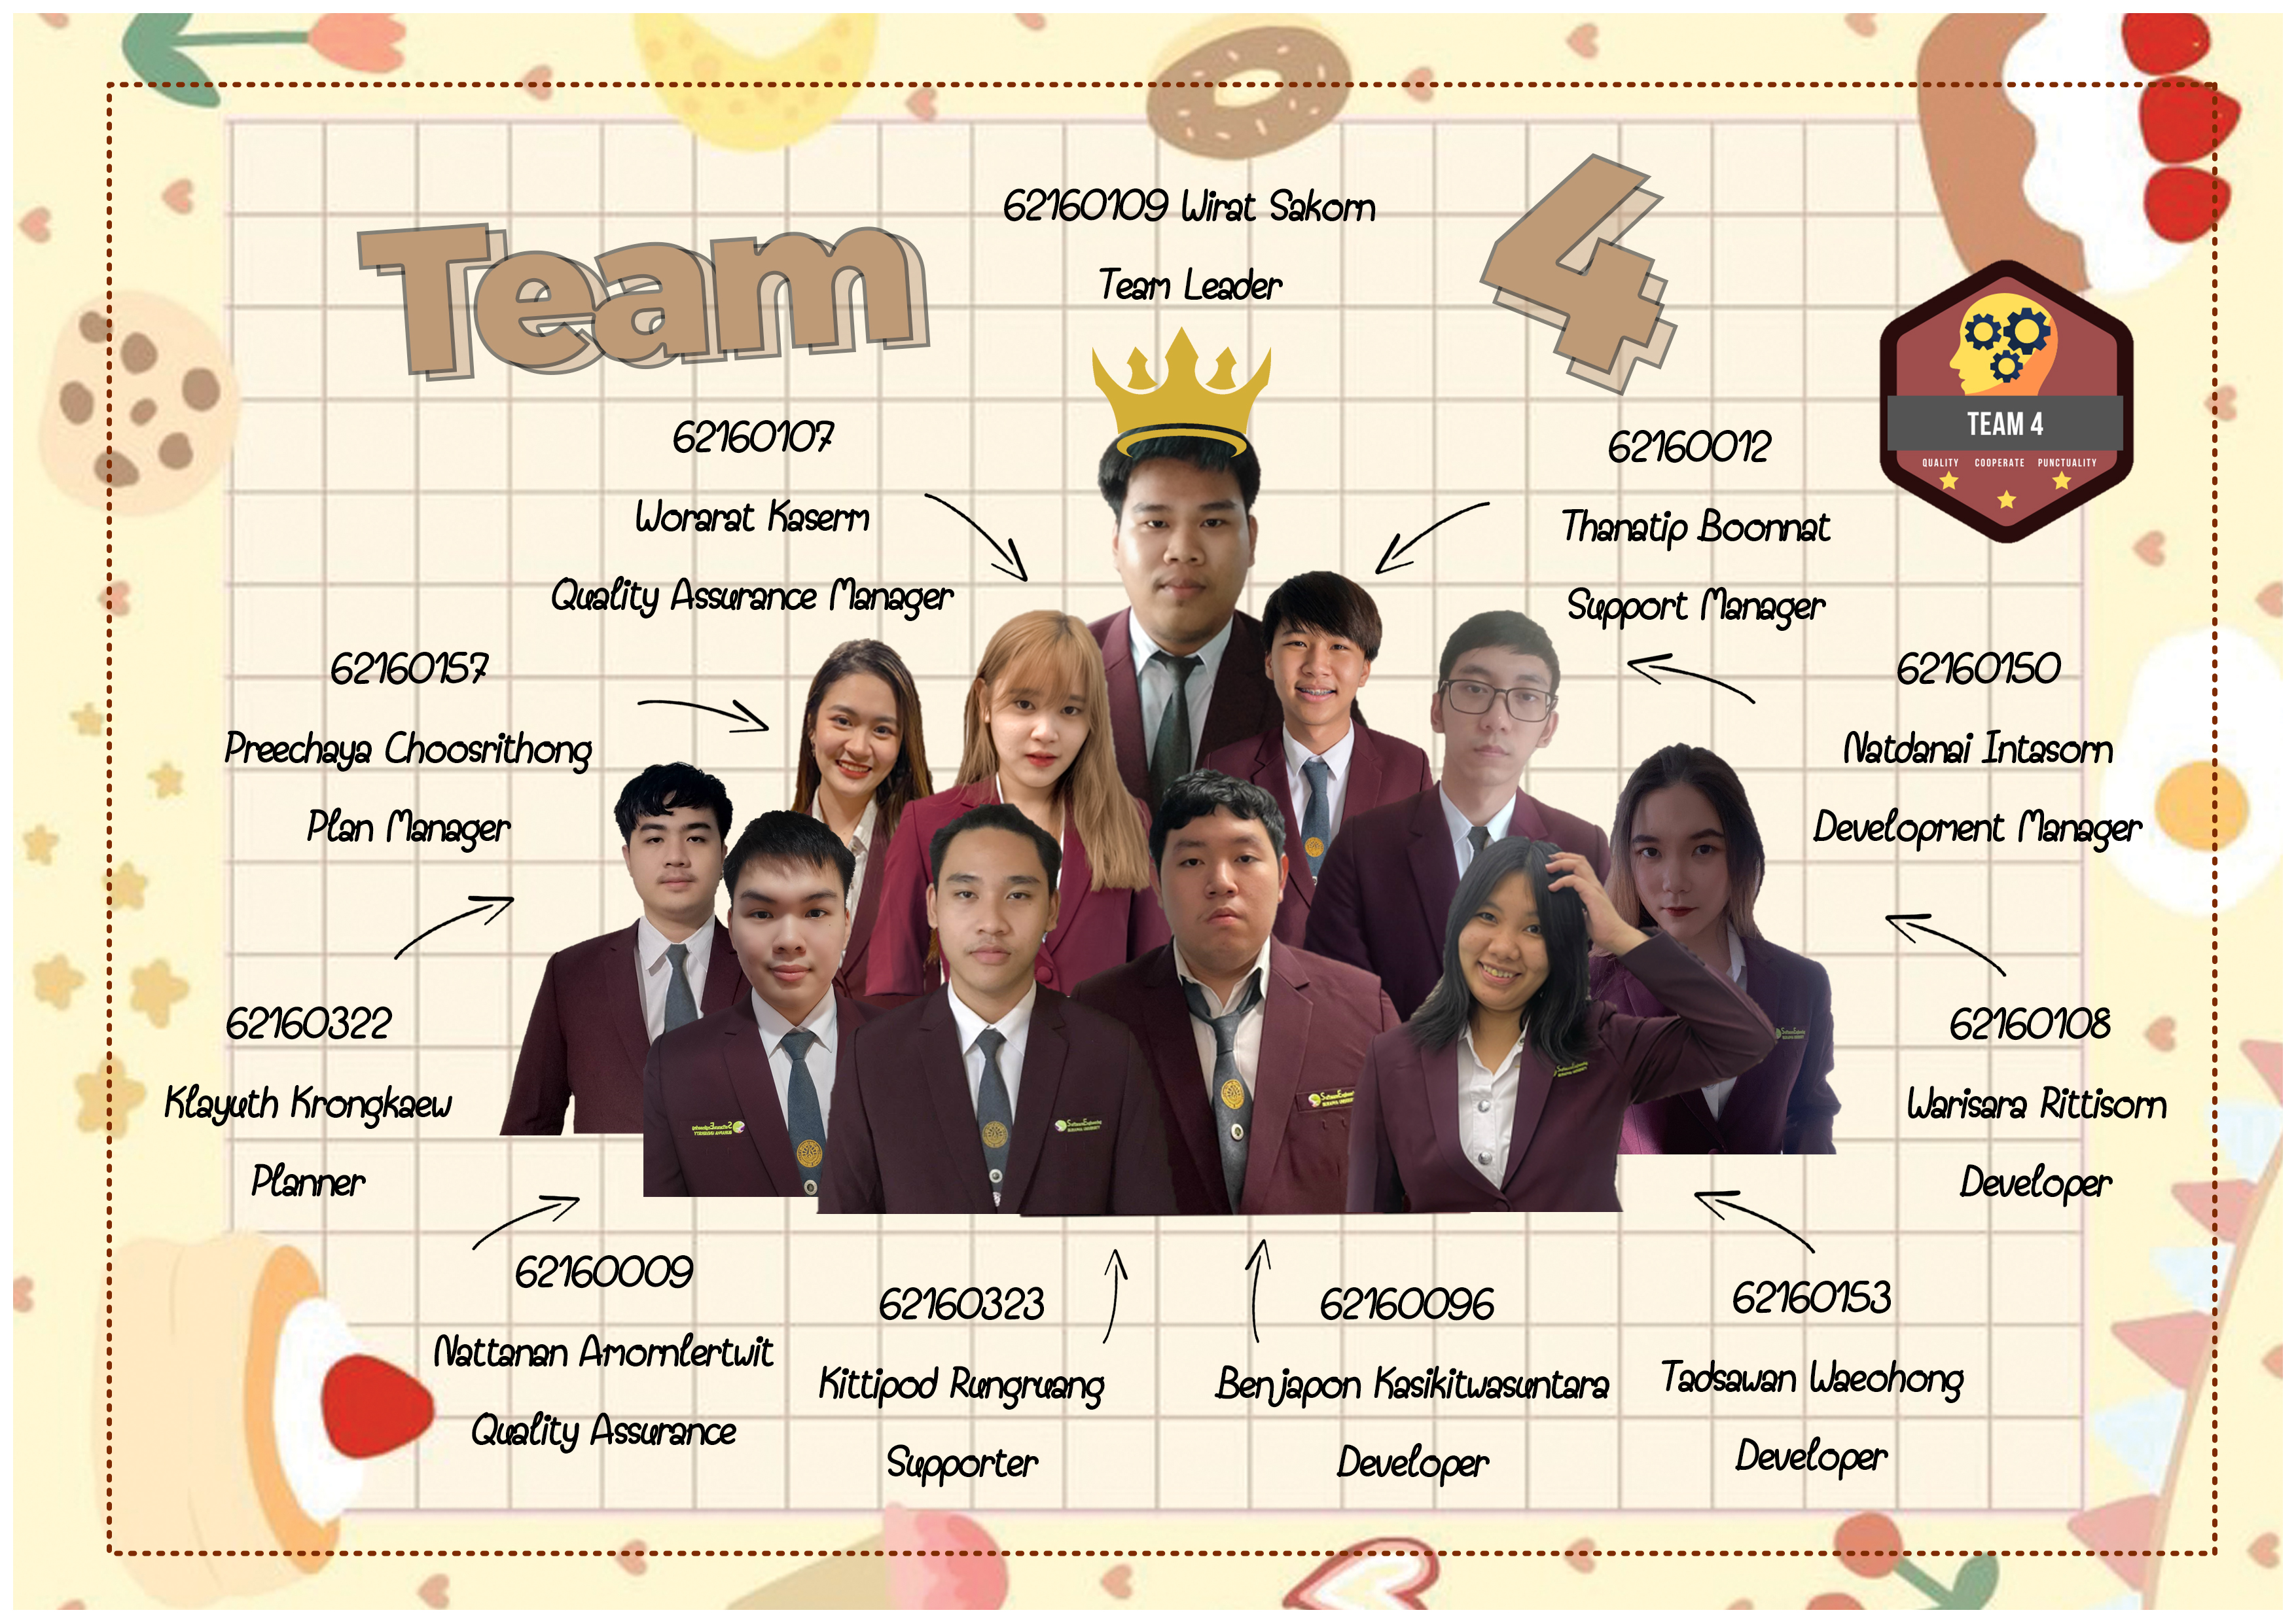 62160109 Wirat Sakorn
Team Leader
Team 4
62160107
Worarat Kaserm
Quality Assurance Manager
62160012
Thanatip Boonnat
Support Manager
TEAM 4
QUALITY COOPERATE PUNCTUALITY
62160157
Preechaya Choosrithong
Plan Manager
62160150
Natdanai Intasorn
Development Manager
62160322
Klayuth Krongkaew
Planner
62160108
Warisara Rittisorn
Developer
62160009
Nattanan Amornlertwit
Quality Assurance
62160323
Kittipod Rungruang
Supporter
62160096
Benjapon Kasikitwasuntara
Developer
62160153
Tadsawan Waeohong
Developer